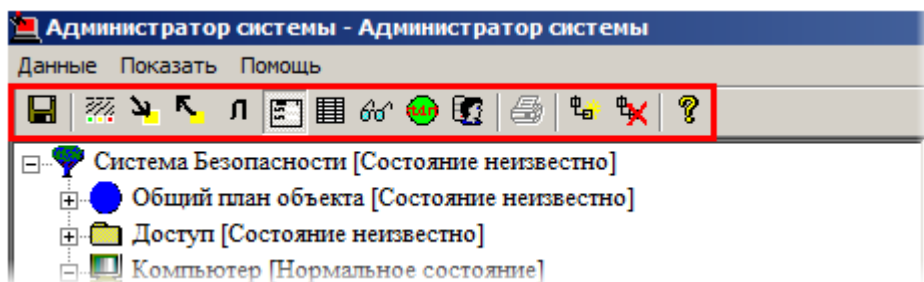 Администратор системы - Администратор системы
Данные Показать Помощь
Л
Система Безопасности [Состояние неизвестно]
Общий план объекта [Состояние неизвестно]
Доступ [Состояние неизвестно]
Компьютер [Нормальное состояние]